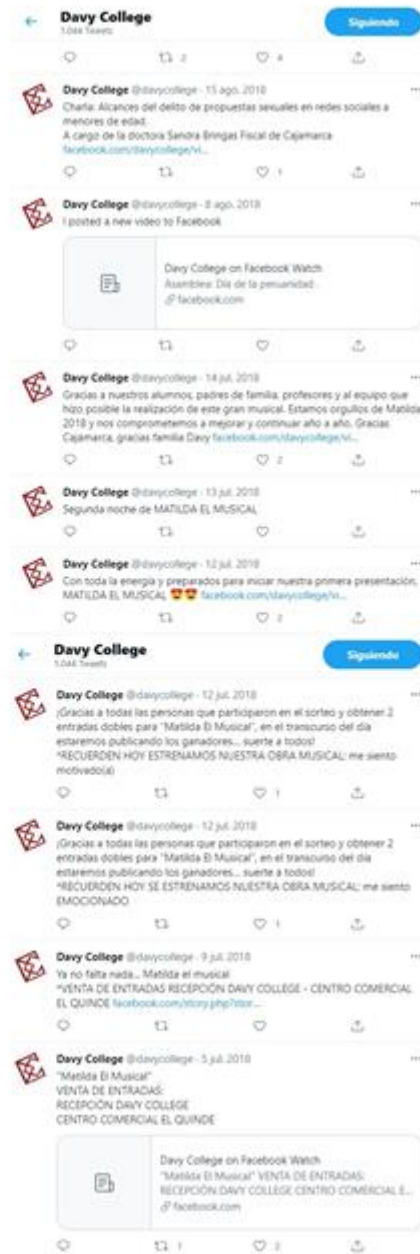 Davy College
1.044 Tweets
Siguiendo
2
4
Davy College @davycollege · 15 ago. 2018
Charla: Alcances del delito de propuestas sexuales en redes sociales a
menores de edad.
A cargo de la doctora Sandra Bringas Fiscal de Cajamarca
facebook.com/davycollege/vi...
1
Davy College @davycollege · 8 ago. 2018
I posted a new video to Facebook
Davy College on Facebook Watch
Asamblea: Día de la peruanidad .
facebook.com
Davy College @davycollege · 14 jul. 2018
Gracias a nuestros alumnos, padres de familia, profesores y al equipo que
hizo posible la realización de este gran musical. Estamos orgullos de Matilda
2018 y nos comprometemos a mejorar y continuar año a año. Gracias
Cajamarca, gracias familia Davy facebook.com/davycollege/vi...
2
Davy College @davycollege · 13 jul. 2018
Segunda noche de MATILDA EL MUSICAL
Davy College @davycollege · 12 jul. 2018
Con toda la energía y preparados para iniciar nuestra primera presentación,
MATILDA EL MUSICAL 😍😍 facebook.com/davycollege/vi...
2
Davy College
1.044 Tweets
Siguiendo
Davy College @davycollege · 12 jul. 2018
¡Gracias a todas las personas que participaron en el sorteo y obtener 2
entradas dobles para "Matilda El Musical", en el transcurso del día
estaremos publicando los ganadores... suerte a todos!
*RECUERDEN HOY ESTRENAMOS NUESTRA OBRA MUSICAL: me siento
motivado(a)
1
Davy College @davycollege · 12 jul. 2018
¡Gracias a todas las personas que participaron en el sorteo y obtener 2
entradas dobles para "Matilda El Musical", en el transcurso del día
estaremos publicando los ganadores... suerte a todos!
*RECUERDEN HOY SE ESTRENAMOS NUESTRA OBRA MUSICAL: me siento
EMOCIONADO
1
Davy College @davycollege · 9 jul. 2018
Ya no falta nada... Matilda el musical
*VENTA DE ENTRADAS RECEPCIÓN DAVY COLLEGE - CENTRO COMERCIAL
EL QUINDE facebook.com/story.php?stor...
Davy College @davycollege · 5 jul. 2018
"Matilda El Musical"
VENTA DE ENTRADAS:
RECEPCIÓN DAVY COLLEGE
CENTRO COMERCIAL EL QUINDE
Davy College on Facebook Watch
"Matilda El Musical" VENTA DE ENTRADAS:
RECEPCIÓN DAVY COLLEGE CENTRO COMERCIAL E...
facebook.com
1
2